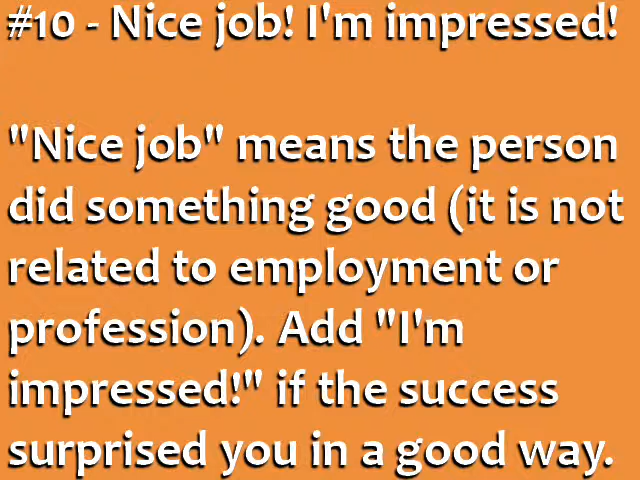 #10 - Nice job! I'm impressed!
"Nice job" means the person
did something good (it is not
related to employment or
profession). Add "I'm
impressed!" if the success
surprised you in a good way.